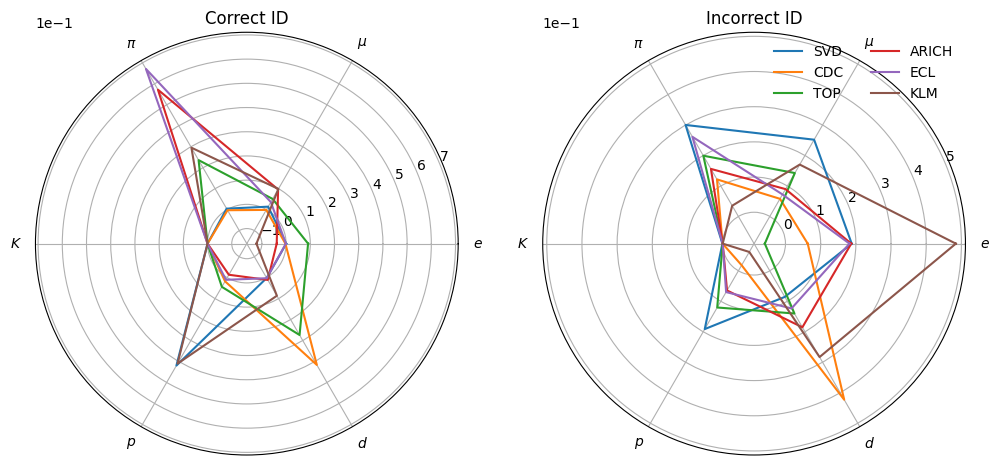 Correct ID
Incorrect ID
1e−1
1e−1
π
μ
π
μ
SVD
ARICH
CDC
ECL
TOP
KLM
−1
0
1
2
3
4
5
6
7
0
1
2
3
4
5
K
e
K
e
p
d
p
d